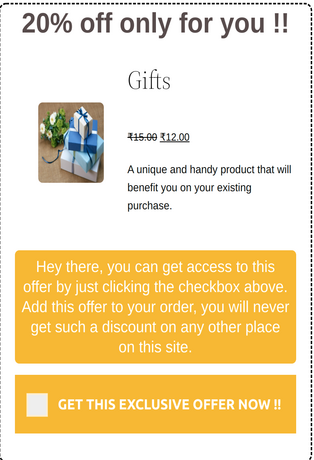 20% off only for you !!
Gifts
₹15.00 ₹12.00
A unique and handy product that will
benefit you on your existing
purchase.
Hey there, you can get access to this
offer by just clicking the checkbox above.
Add this offer to your order, you will never
get such a discount on any other place
on this site.
GET THIS EXCLUSIVE OFFER NOW !!